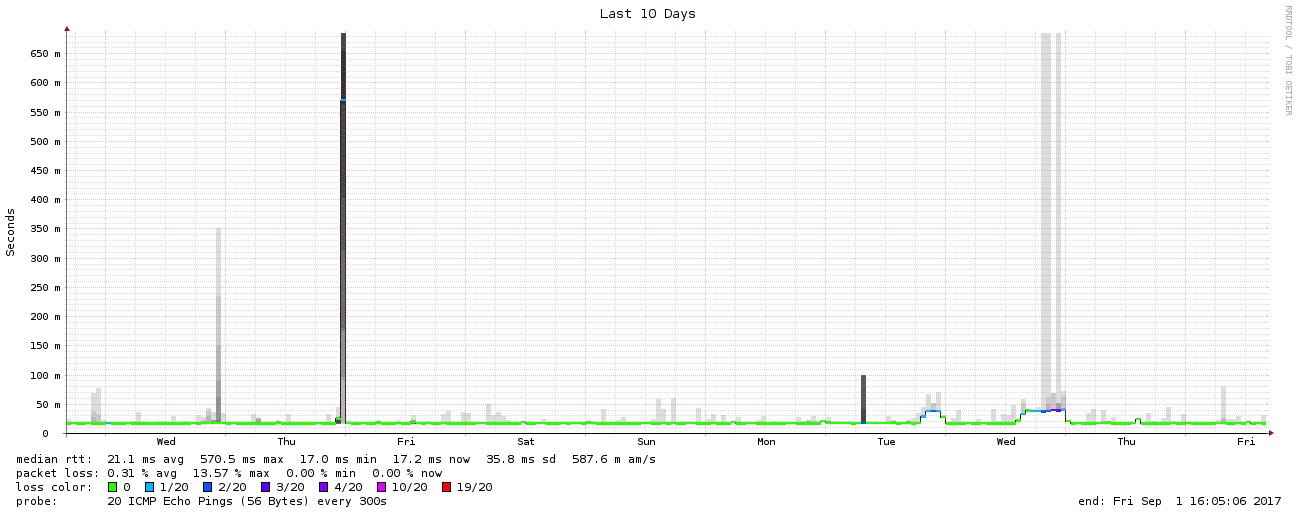 Last 10 Days
RRDTOOL / TOBI OETIKER
Seconds
650 m
600 m
550 m
500 m
450 m
400 m
350 m
300 m
250 m
200 m
150 m
100 m
50 m
0
Wed Thu Fri Sat Sun Mon Tue Wed Thu Fri
median rtt: 21.1 ms avg 570.5 ms max 17.0 ms min 17.2 ms now 35.8 ms sd 587.6 m am/s
packet loss: 0.31 % avg 13.57 % max 0.00 % min 0.00 % now
loss color: 0 1/20 2/20 3/20 4/20 10/20 19/20
probe: 20 ICMP Echo Pings (56 Bytes) every 300s end: Fri Sep 1 16:05:06 2017